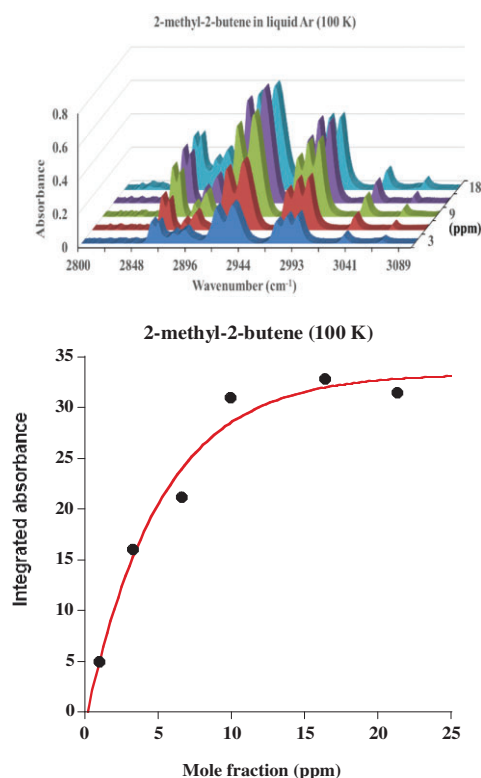 2-methyl-2-butene in liquid Ar (100 K)
0.8
0.6
0.4
0.2
0
Absorbance
18
9
3
(ppm)
2800 2848 2896 2944 2993 3041 3089
Wavenumber (cm-1)
2-methyl-2-butene (100 K)
35
30
25
20
15
10
5
0
Integrated absorbance
0 5 10 15 20 25
Mole fraction (ppm)